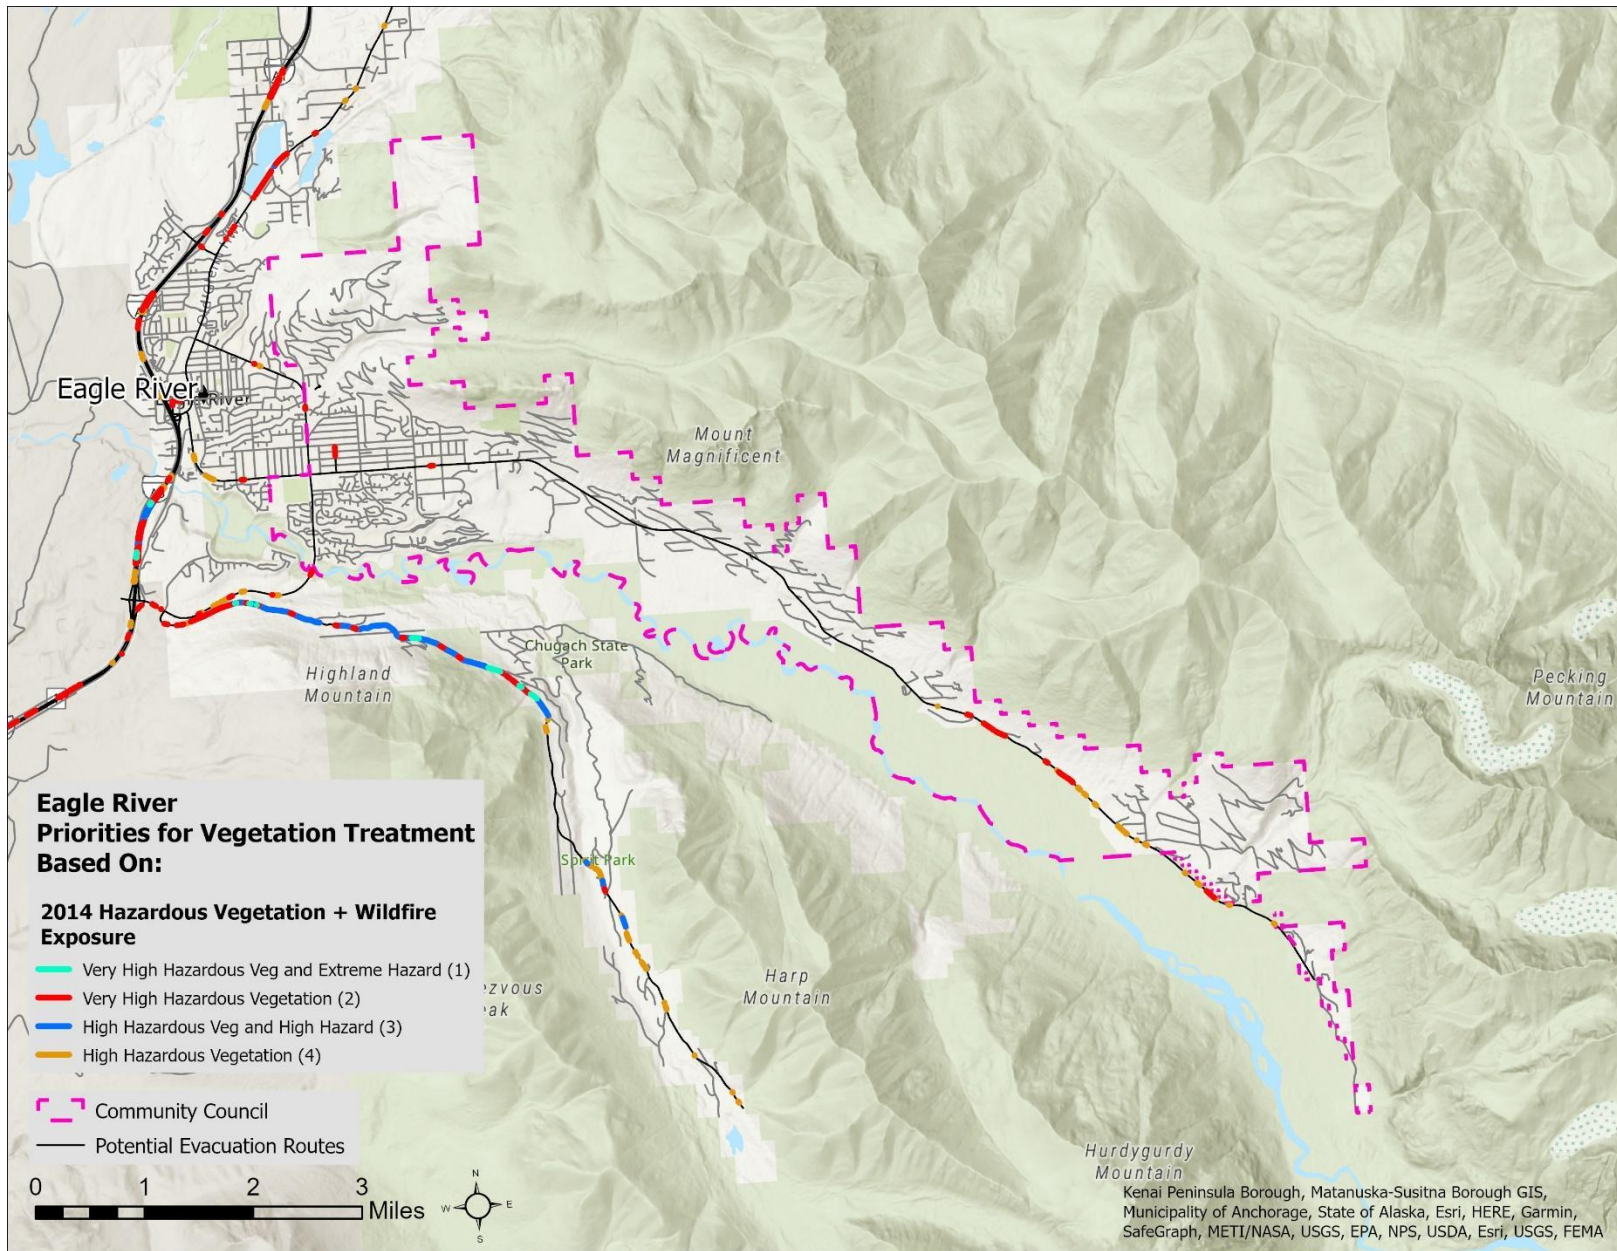 Eagle River
River
Mount
Magnificent
Chugach State
Park
Highland
Mountain
Pecking
Mountain
Eagle River
Priorities for Vegetation Treatment
Based On:
2014 Hazardous Vegetation + Wildfire
Exposure
Very High Hazardous Veg and Extreme Hazard (1)
Very High Hazardous Vegetation (2)
High Hazardous Veg and High Hazard (3)
High Hazardous Vegetation (4)
Community Council
Potential Evacuation Routes
Park
ezvous
eak
Harp
Mountain
Hurdygurdy
Mountain
0 1 2 3
Miles
N
W E
S
Kenai Peninsula Borough, Matanuska-Susitna Borough GIS,
Municipality of Anchorage, State of Alaska, Esri, HERE, Garmin,
SafeGraph, METI/NASA, USGS, EPA, NPS, USDA, Esri, USGS, FEMA